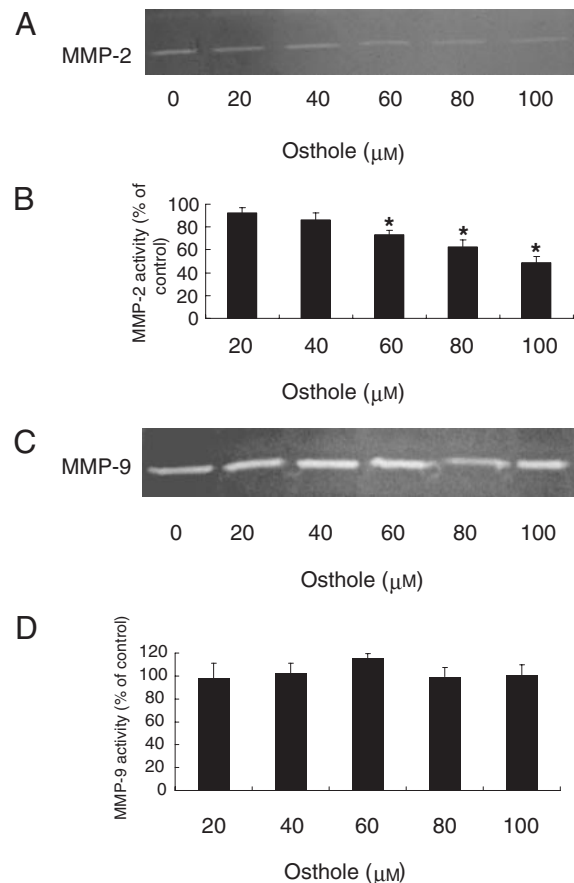 A
MMP-2
0 20 40 60 80 100
Osthole (µM)
B
MMP-2 activity (% of
control)
100
80
60
40
20
0
* * *
20 40 60 80 100
Osthole (µM)
C
MMP-9
0 20 40 60 80 100
Osthole (µM)
D
MMP-9 activity (% of control)
120
100
80
60
40
20
0
20 40 60 80 100
Osthole (µM)